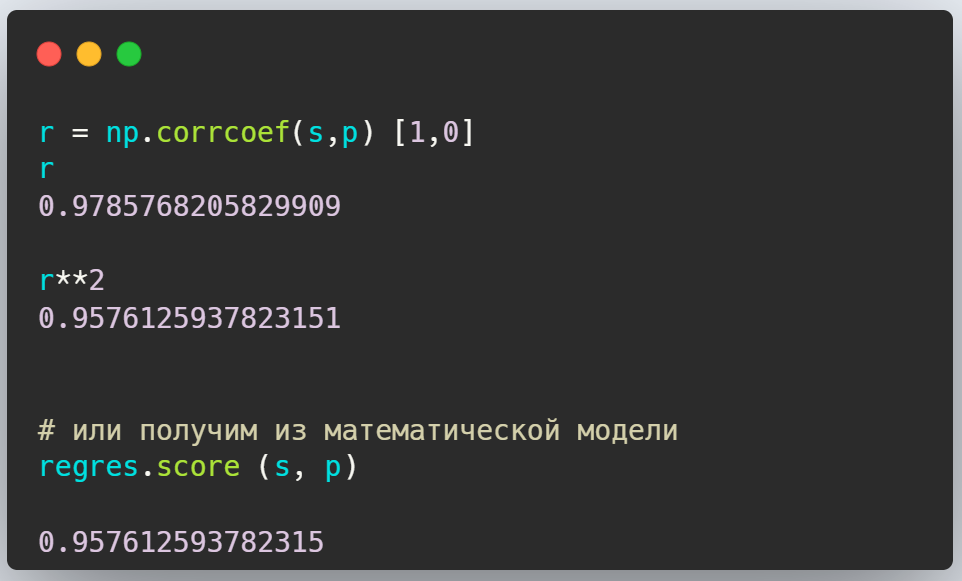 r = np.corrcoef(s,p) [1,0]
r
0.9785768205829909
r**2
0.9576125937823151
# или получим из математической модели
regres.score (s, p)
0.957612593782315